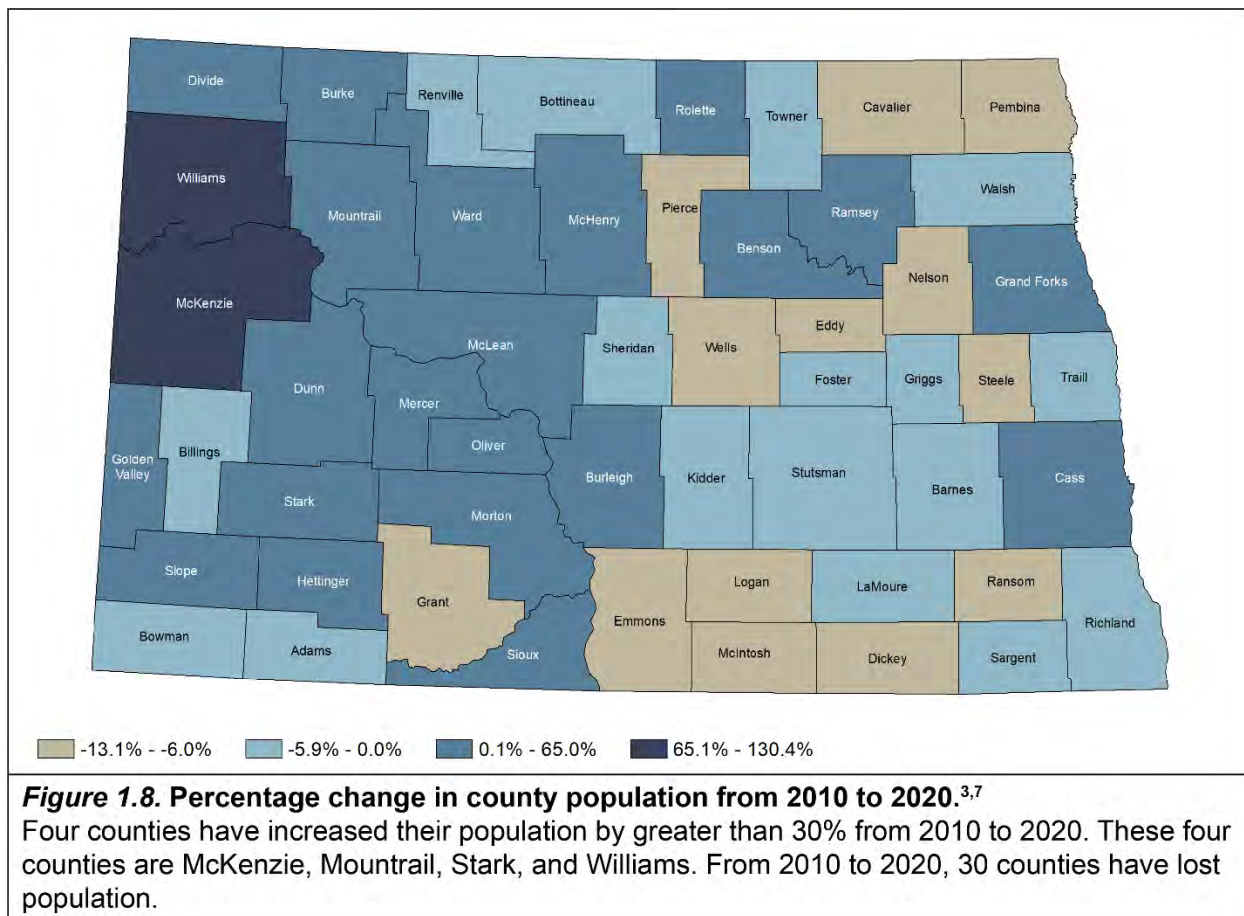 Divide
Burke
Renville
Bottineau
Rolette
Towner
Cavalier
Pembina
Williams
Mountrail
Ward
McHenry
Pierce
Benson
Ramsey
Walsh
Nelson
Grand Forks
McKenzie
Dunn
McLean
Mercer
Oliver
Sheridan
Wells
Eddy
Foster
Griggs
Steele
Traill
Golden
Valley
Billings
Stark
Morton
Burleigh
Kidder
Stutsman
Barnes
Cass
Slope
Hettinger
Grant
Bowman
Adams
Sioux
Emmons
Logan
McIntosh
LaMoure
Dickey
Ransom
Sargent
Richland
-13.1% - -6.0%
-5.9% - 0.0%
0.1% - 65.0%
65.1% - 130.4%
Figure 1.8. Percentage change in county population from 2010 to 2020.3,7
Four counties have increased their population by greater than 30% from 2010 to 2020. These four
counties are McKenzie, Mountrail, Stark, and Williams. From 2010 to 2020, 30 counties have lost
population.